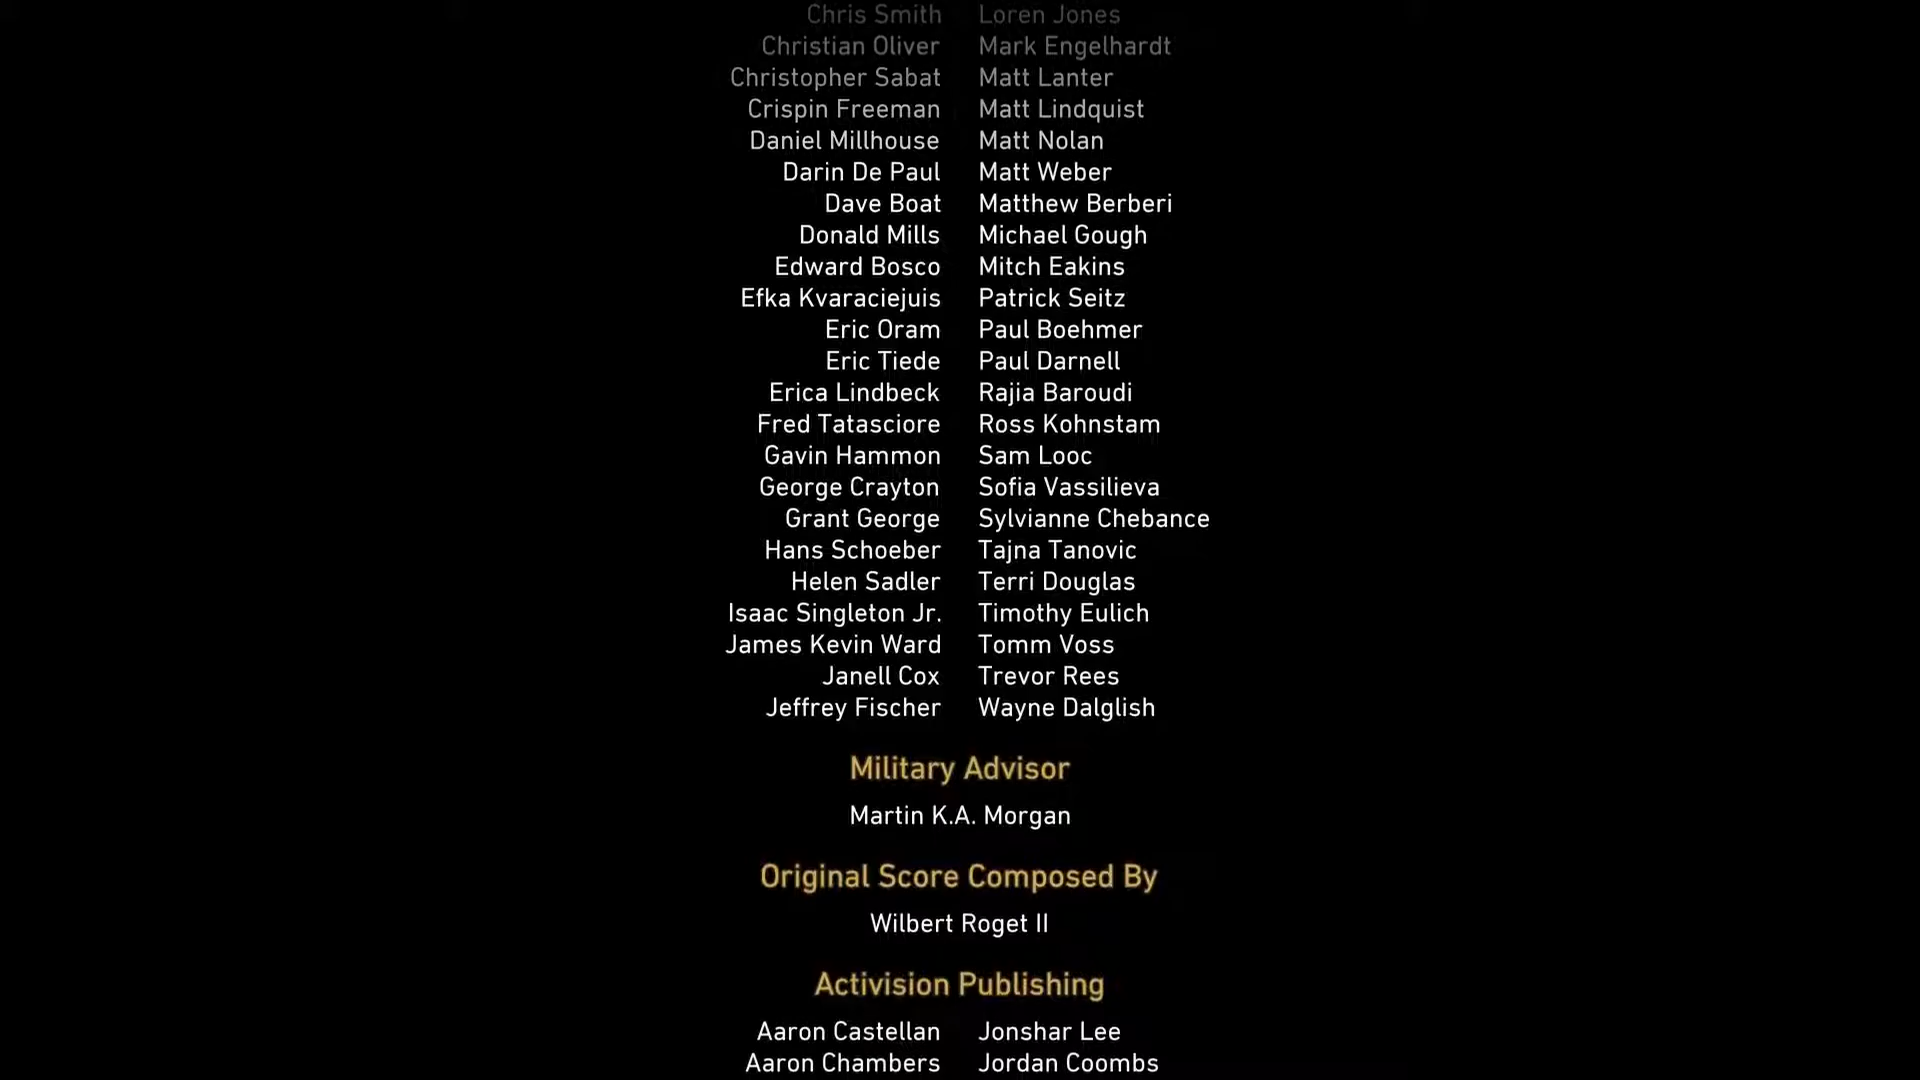 Chris Smith Loren Jones
Christian Oliver Mark Engelhardt
Christopher Sabat Matt Lanter
Crispin Freeman Matt Lindquist
Daniel Millhouse Matt Nolan
Darin De Paul Matt Weber
Dave Boat Matthew Berberi
Donald Mills Michael Gough
Edward Bosco Mitch Eakins
Efka Kvaraciejuis Patrick Seitz
Eric Oram Paul Boehmer
Eric Tiede Paul Darnell
Erica Lindbeck Rajia Baroudi
Fred Tatasciore Ross Kohnstam
Gavin Hammon Sam Looc
George Crayton Sofia Vassilieva
Grant George Sylvianne Chebance
Hans Schoeber Tajna Tanovic
Helen Sadler Terri Douglas
Isaac Singleton Jr. Timothy Eulich
James Kevin Ward Tomm Voss
Janell Cox Trevor Rees
Jeffrey Fischer Wayne Dalglish
Military Advisor
Martin K.A. Morgan
Original Score Composed By
Wilbert Roget II
Activision Publishing
Aaron Castellan Jonshar Lee
Aaron Chambers Jordan Coombs